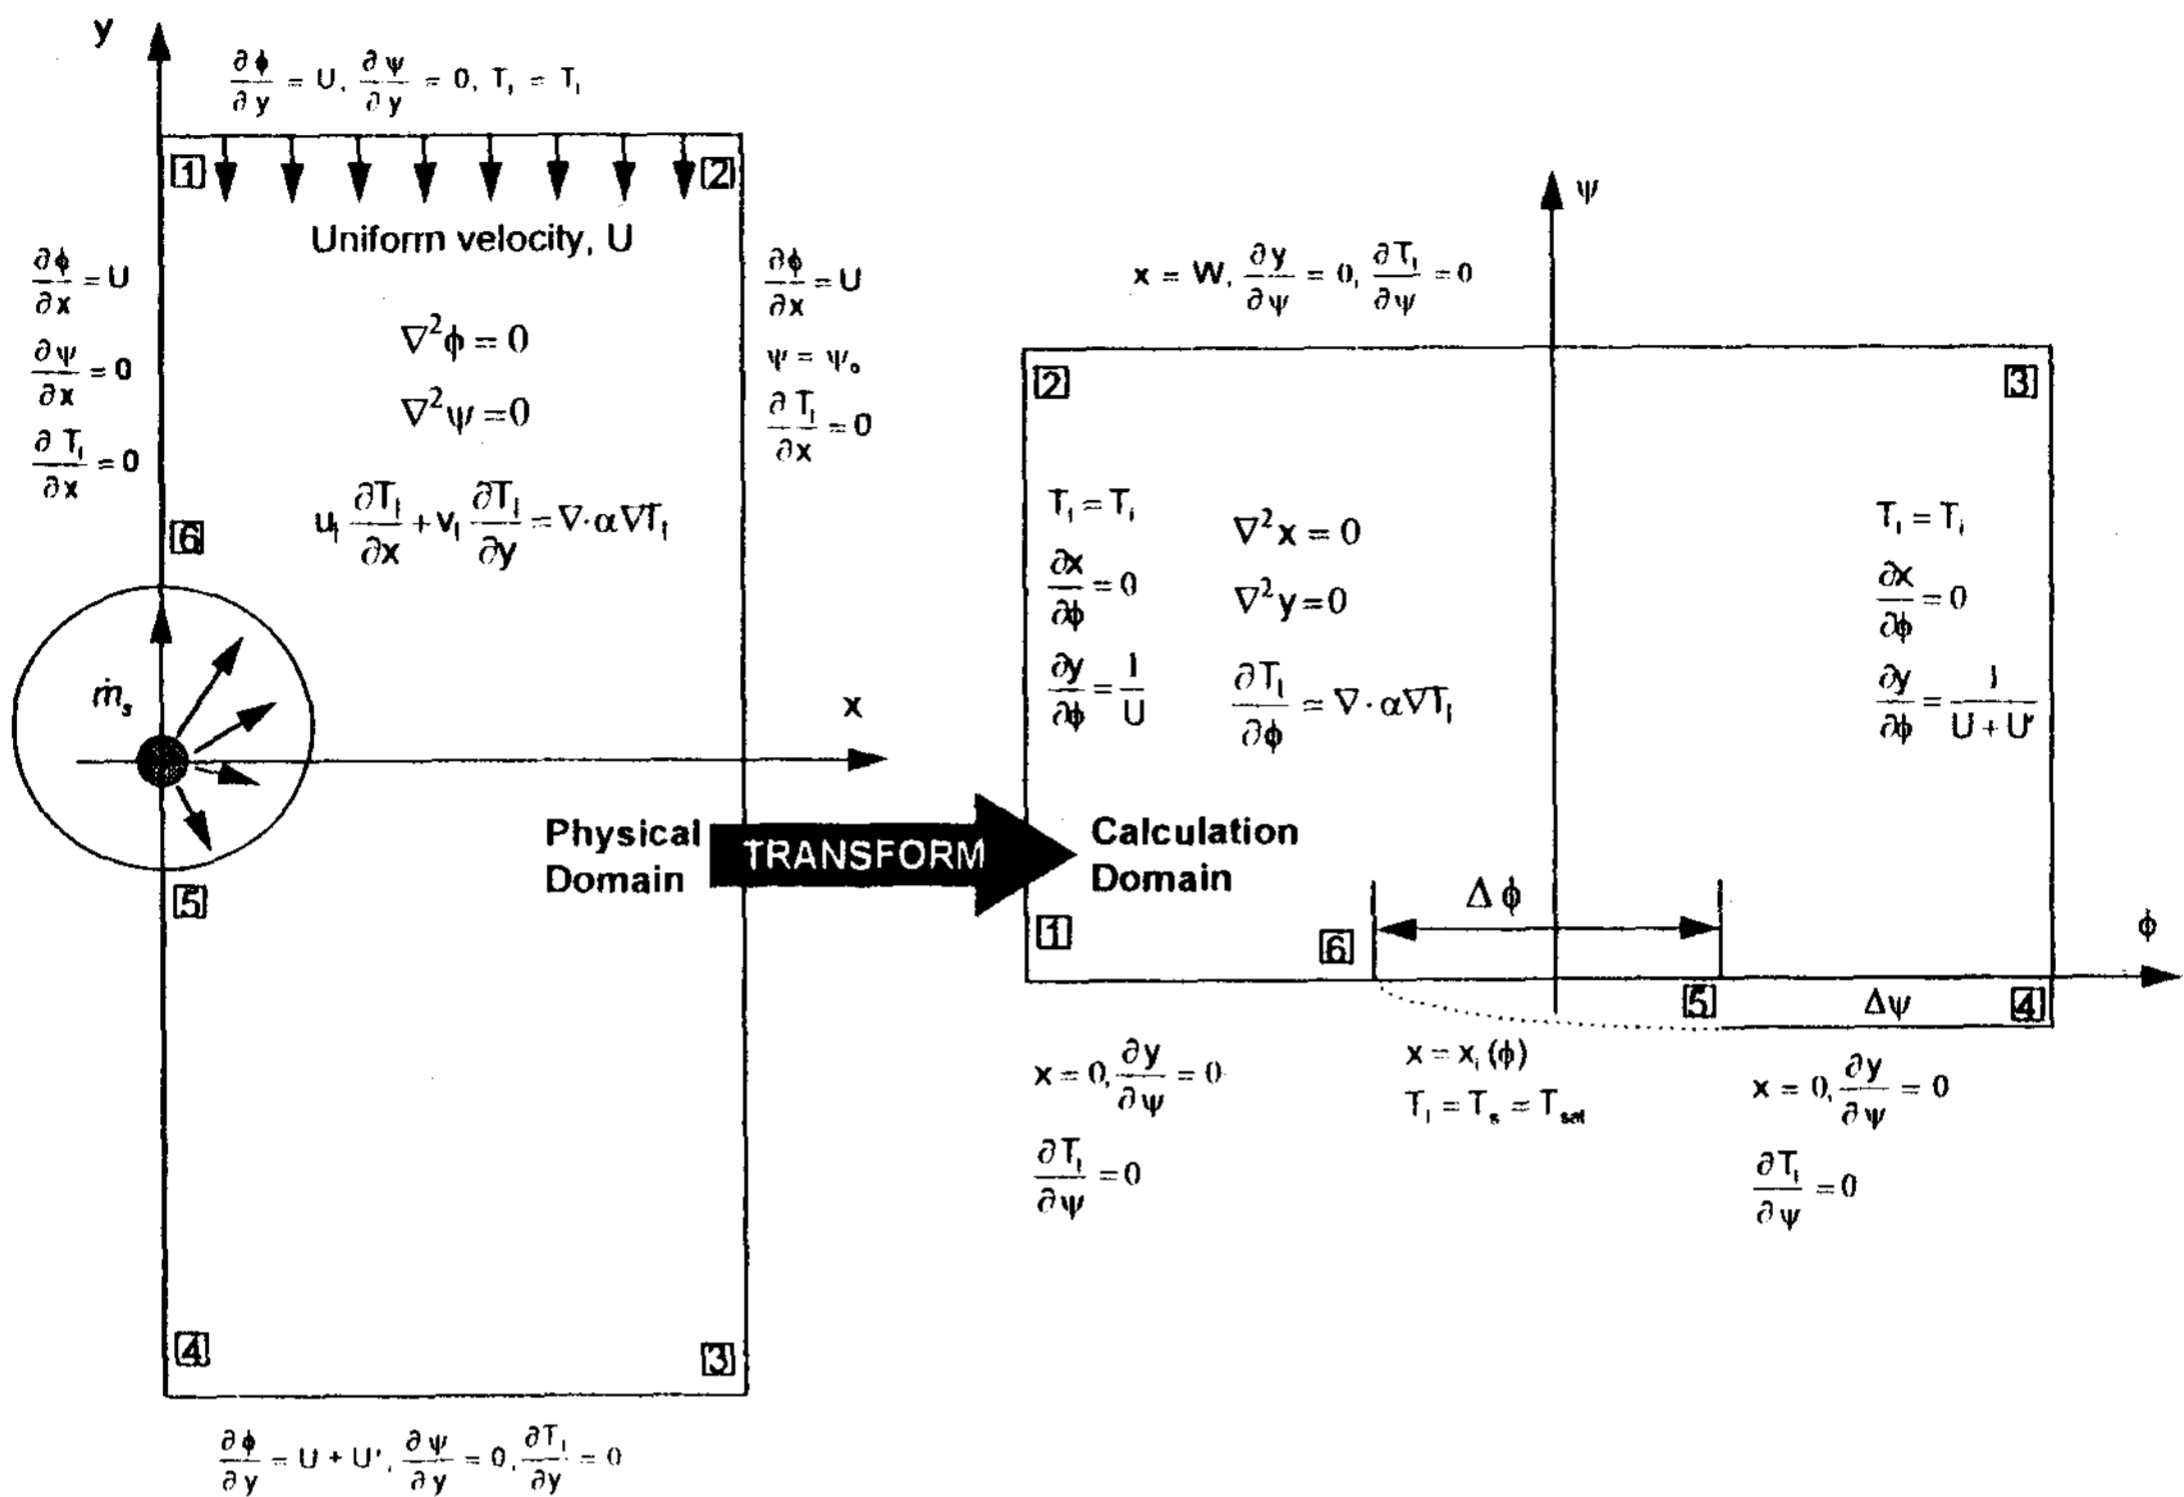 y
∂ϕ/∂y = U, ∂ψ/∂y = 0, T_l = T_i
1
2
Uniform velocity, U
∂ϕ/∂x = U
∂ψ/∂x = 0
∂T_l/∂x = 0
∇²ϕ = 0
∇²ψ = 0
u_l ∂T_l/∂x + v_l ∂T_l/∂y = ∇·α∇T_l
∂ϕ/∂x = U
ψ = ψ₀
∂T_l/∂x = 0
6
ṁ_s
x
5
4
3
∂ϕ/∂y = U + U', ∂ψ/∂y = 0, ∂T_l/∂y = 0
Physical
Domain
TRANSFORM
Calculation
Domain
ψ
x = W, ∂y/∂ψ = 0, ∂T_l/∂ψ = 0
2
3
T_l = T_i
∂x/∂ϕ = 0
∂y/∂ϕ = 1/U
∇²x = 0
∇²y = 0
∂T_l/∂ϕ = ∇·α∇T_l
T_l = T_i
∂x/∂ϕ = 0
∂y/∂ϕ = 1/(U + U')
1
6
Δϕ
ϕ
5
Δψ
4
x = 0, ∂y/∂ψ = 0
∂T_l/∂ψ = 0
x = x_i (ϕ)
T_l = T_s = T_sat
x = 0, ∂y/∂ψ = 0
∂T_l/∂ψ = 0